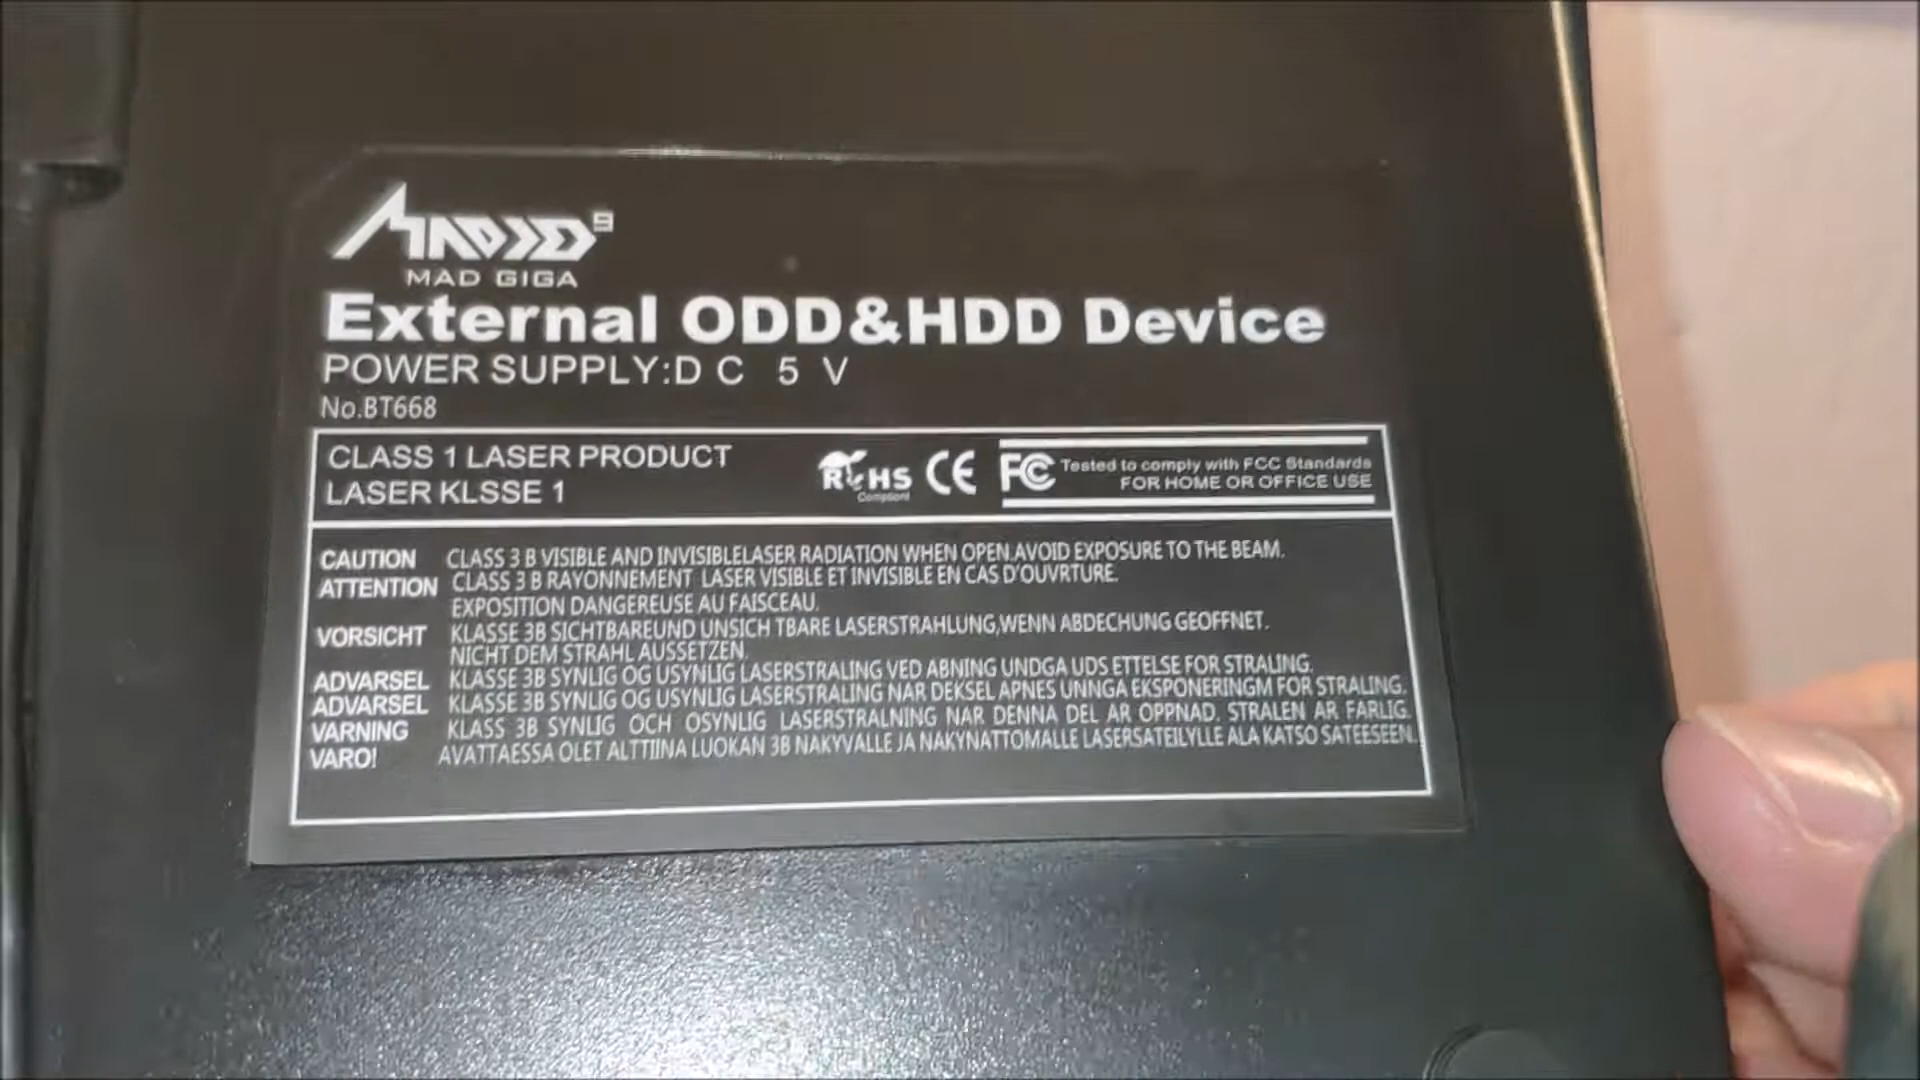 MAD 9
MAD GIGA
External ODD&HDD Device
POWER SUPPLY:D C 5 V
No.BT668
CLASS 1 LASER PRODUCT
LASER KLSSE 1
RoHS
Compliant
CE
FC Tested to comply with FCC Standards
FOR HOME OR OFFICE USE
CAUTION CLASS 3 B VISIBLE AND INVISIBLELASER RADIATION WHEN OPEN.AVOID EXPOSURE TO THE BEAM.
ATTENTION CLASS 3 B RAYONNEMENT LASER VISIBLE ET INVISIBLE EN CAS D'OUVRTURE.
EXPOSITION DANGEREUSE AU FAISCEAU.
VORSICHT KLASSE 3B SICHTBAREUND UNSICH TBARE LASERSTRAHLUNG,WENN ABDECHUNG GEOFFNET.
NICHT DEM STRAHL AUSSETZEN.
ADVARSEL KLASSE 3B SYNLIG OG USYNLIG LASERSTRALING VED ABNING UNDGA UDS ETTELSE FOR STRALING.
ADVARSEL KLASSE 3B SYNLIG OG USYNLIG LASERSTRALING NAR DEKSEL APNES UNNGA EKSPONERINGM FOR STRALING.
VARNING KLASS 3B SYNLIG OCH OSYNLIG LASERSTRALNING NAR DENNA DEL AR OPPNAD. STRALEN AR FARLIG.
VARO! AVATTAESSA OLET ALTTIINA LUOKAN 3B NAKYVALLE JA NAKYNATTOMALLE LASERSATEILYLLE ALA KATSO SATEESEEN.